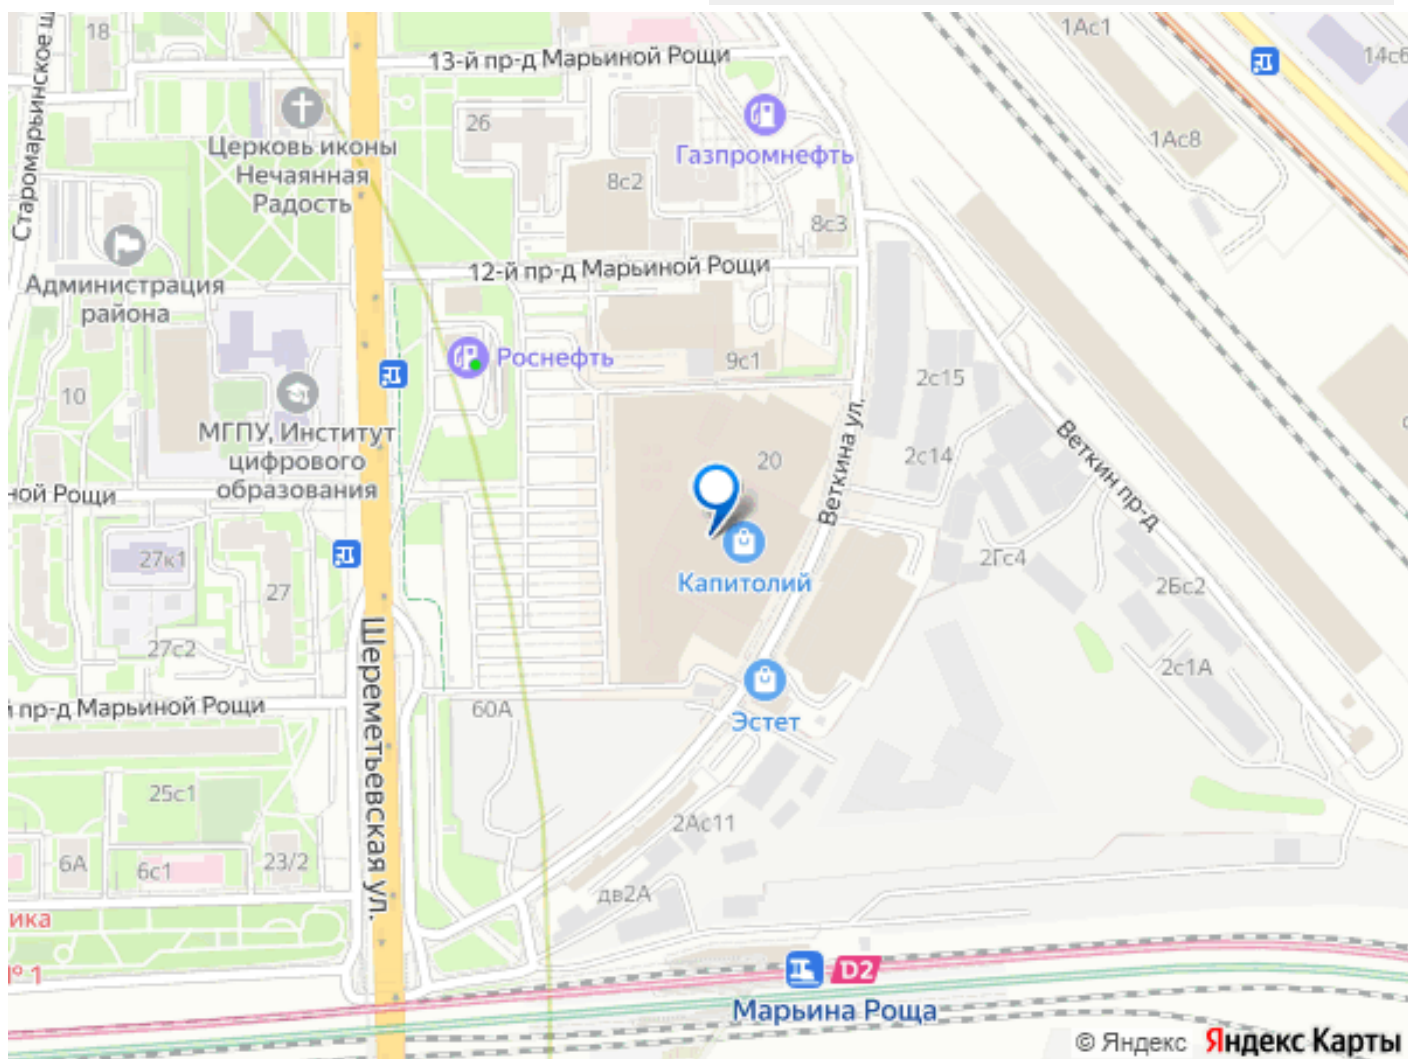 18
Старомарьинское ш
13-й пр-д Марьиной Рощи
1Ас1
14с6
Церковь иконы
Нечаянная
Радость
26
Газпромнефть
1Ас8
8с2
8с3
Администрация
района
12-й пр-д Марьиной Рощи
Роснефть
9с1
2с15
10
МГПУ, Институт
цифрового
образования
20
Веткина ул.
2с14
Веткин пр-д
ной Рощи
27к1
27
Капитолий
2Гс4
2Бс2
27с2
2с1А
й пр-д Марьиной Рощи
60А
Эстет
Шереметьевская ул.
25с1
2Ас11
6А
6с1
23/2
дв2А
ика
№ 1
D2
Марьина Роща
© Яндекс Яндекс Карты